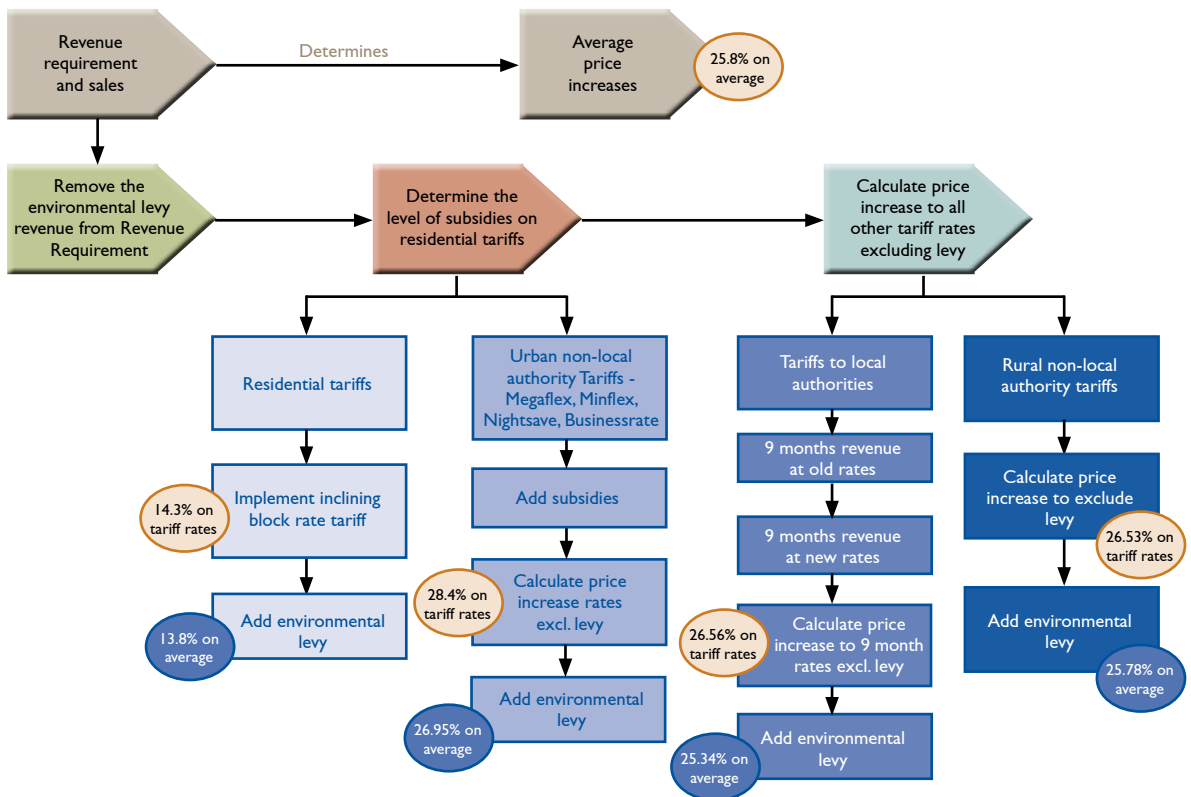 Revenue
requirement
and sales
Determines
Average
price
increases
25.8% on
average
Remove the
environmental levy
revenue from Revenue
Requirement
Determine the
level of subsidies on
residential tariffs
Calculate price
increase to all
other tariff rates
excluding levy
Residential tariffs
Implement inclining
block rate tariff
14.3% on
tariff rates
Add environmental
levy
13.8% on
average
Urban non-local
authority Tariffs -
Megaflex, Minflex,
Nightsave, Businessrate
Add subsidies
Calculate price
increase rates
excl. levy
28.4% on
tariff rates
Add environmental
levy
26.95% on
average
Tariffs to local
authorities
9 months revenue
at old rates
9 months revenue
at new rates
Calculate price
increase to 9 month
rates excl. levy
26.56% on
tariff rates
Add environmental
levy
25.34% on
average
Rural non-local
authority tariffs
Calculate price
increase to exclude
levy
26.53% on
tariff rates
Add environmental
levy
25.78% on
average